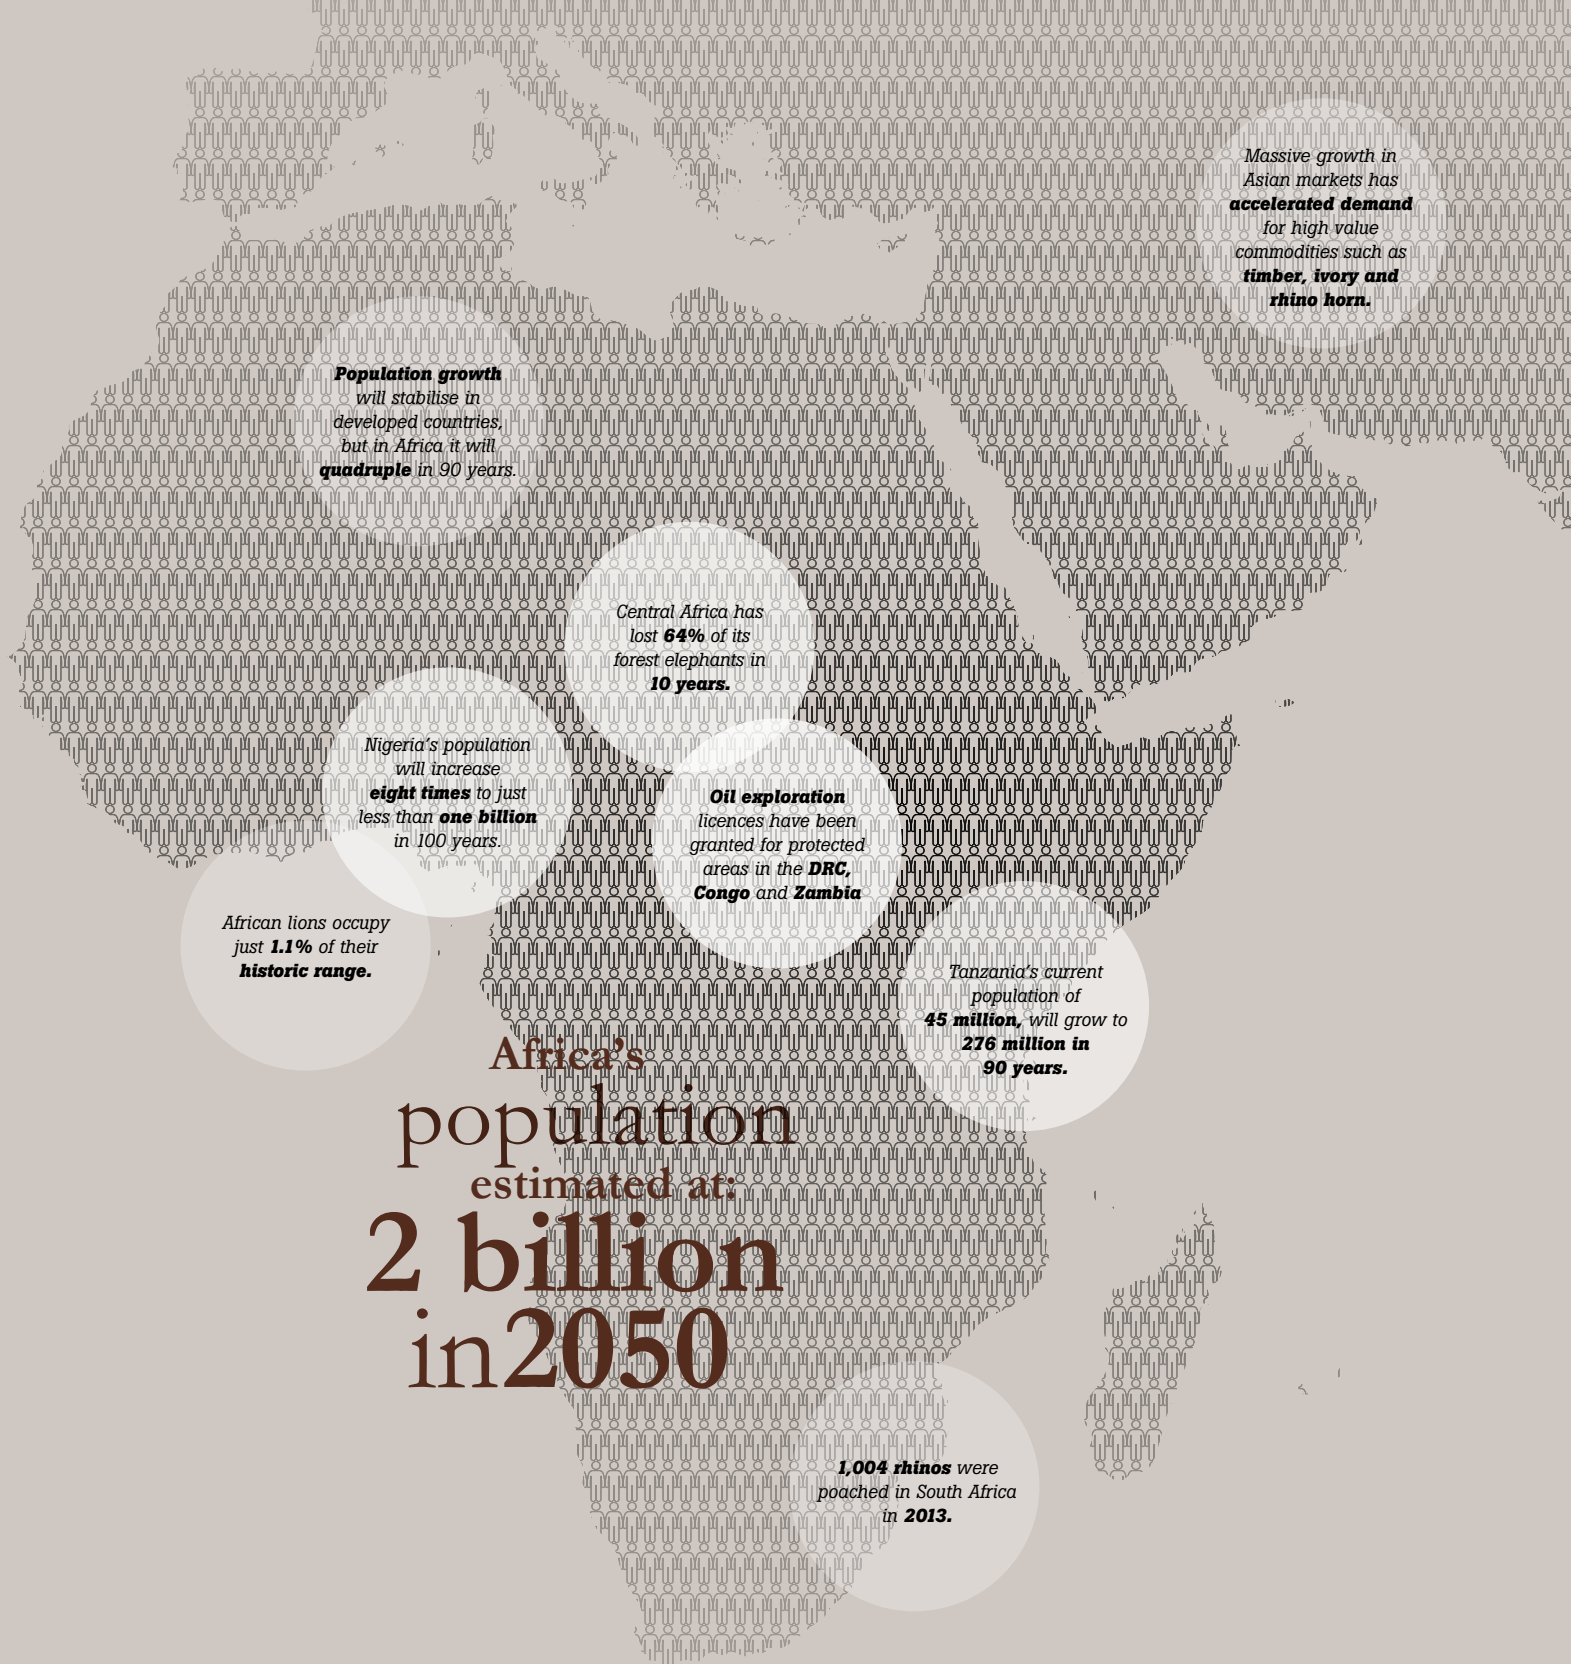 Massive growth in
Asian markets has
accelerated demand
for high value
commodities such as
timber, ivory and
rhino horn.
Population growth
will stabilise in
developed countries,
but in Africa it will
quadruple in 90 years.
Central Africa has
lost 64% of its
forest elephants in
10 years.
Nigeria's population
will increase
eight times to just
less than one billion
in 100 years.
Oil exploration
licences have been
granted for protected
areas in the DRC,
Congo and Zambia
African lions occupy
just 1.1% of their
historic range.
Tanzania's current
population of
45 million, will grow to
276 million in
90 years.
Africa's
population
estimated at:
2 billion
in 2050
1,004 rhinos were
poached in South Africa
in 2013.